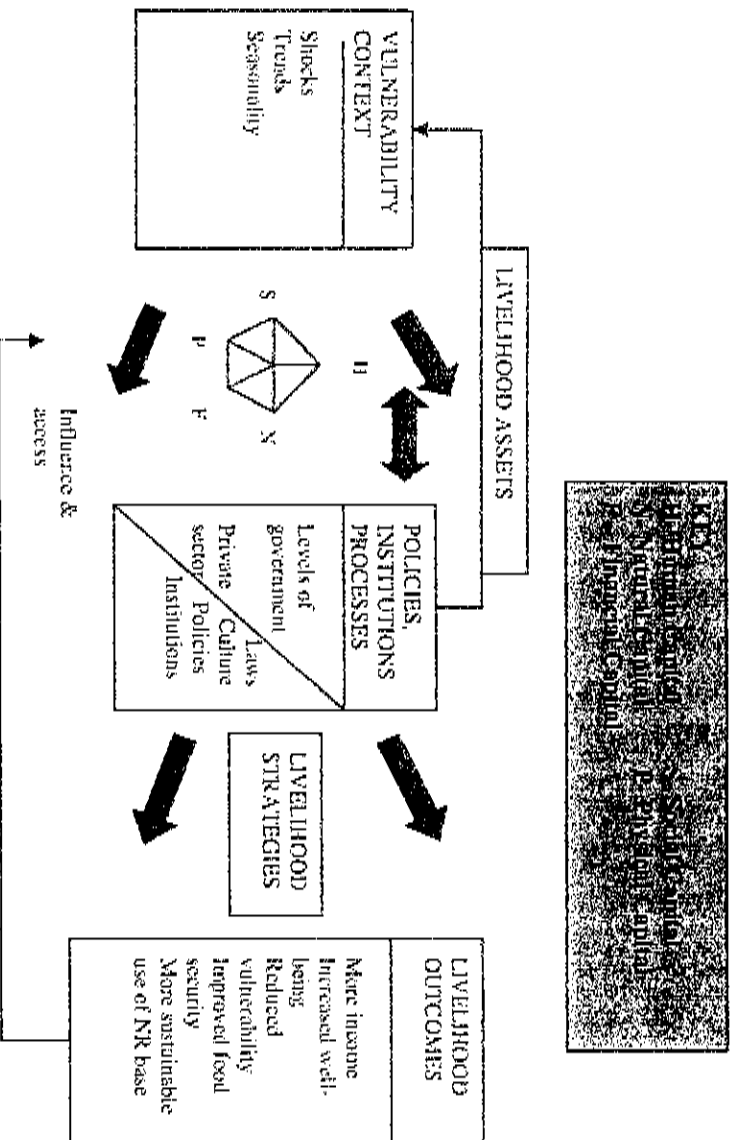 KEY
H - Human Capital S - Social Capital
N - Natural Capital P - Physical Capital
F - Financial Capital
LIVELIHOOD ASSETS
VULNERABILITY
CONTEXT
Shocks
Trends
Seasonality
H
S
N
P
F
Influence &
access
POLICIES,
INSTITUTIONS
PROCESSES
Levels of
government
Private
sector
Laws
Culture
Policies
Institutions
LIVELIHOOD
STRATEGIES
LIVELIHOOD
OUTCOMES
More income
Increased well-
being
Reduced
vulnerability
Improved food
security
More sustainable
use of NR base